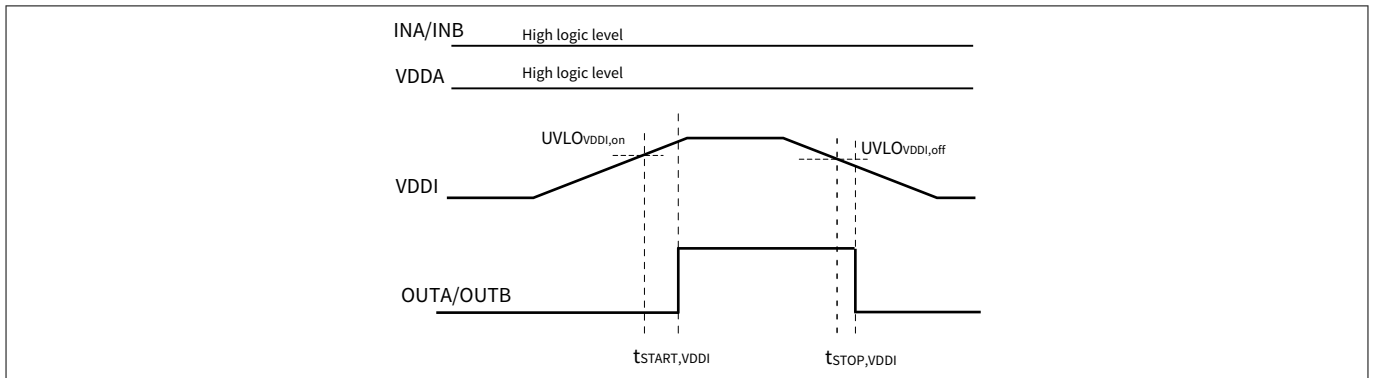 INA/INB High logic level
VDDA High logic level
UVLOVDDI,on
UVLOVDDI,off
VDDI
OUTA/OUTB
tSTART,VDDI tSTOP,VDDI